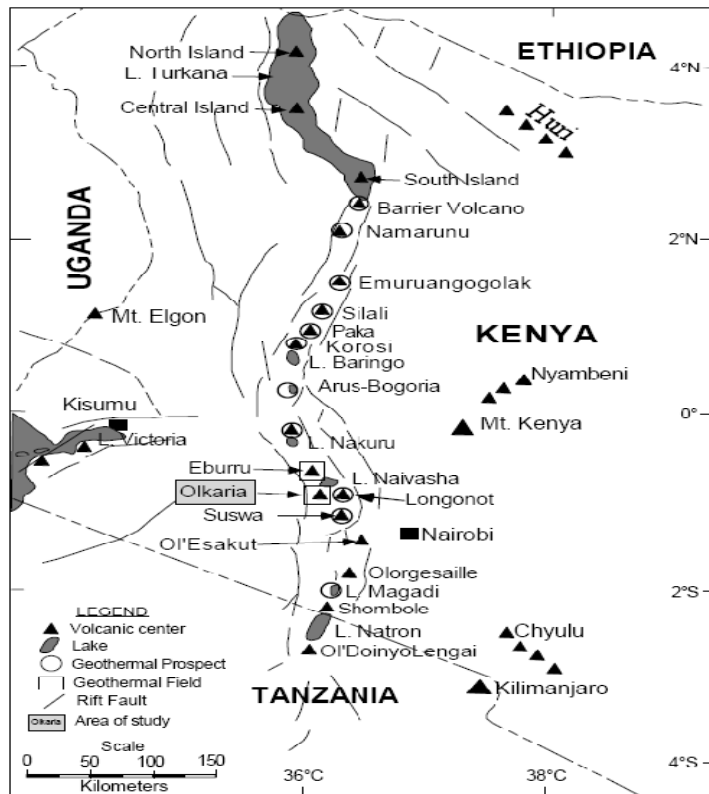 ETHIOPIA
4°N
North Island
L. Turkana
Central Island
Huri
South Island
Barrier Volcano
2°N
Namarunu
UGANDA
Emuruangogolak
Silali
Mt. Elgon
Paka
KENYA
Korosi
L. Baringo
Nyambeni
Arus-Bogoria
Kisumu
0°
Mt. Kenya
L. Victoria
L. Nakuru
Eburru
L. Naivasha
Olkaria
Longonot
Suswa
Nairobi
Ol'Esakut
Olorgesaille
L. Magadi
2°S
Shombole
LEGEND
Volcanic center
Lake
Geothermal Prospect
Geothermal Field
Rift Fault
Olkaria
Area of study
L. Natron
Chyulu
Ol'DoinyoLengai
TANZANIA
Kilimanjaro
Scale
0 50 100 150
Kilometers
4°S
36°C
38°C